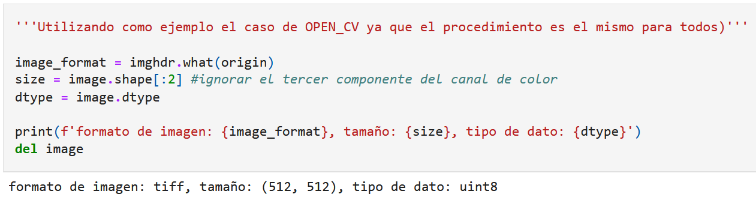 '''Utilizando como ejemplo el caso de OPEN_CV ya que el procedimiento es el mismo para todos)'''
image_format = imghdr.what(origin)
size = image.shape[:2] #ignorar el tercer componente del canal de color
dtype = image.dtype
print(f'formato de imagen: {image_format}, tamaño: {size}, tipo de dato: {dtype}')
del image
formato de imagen: tiff, tamaño: (512, 512), tipo de dato: uint8